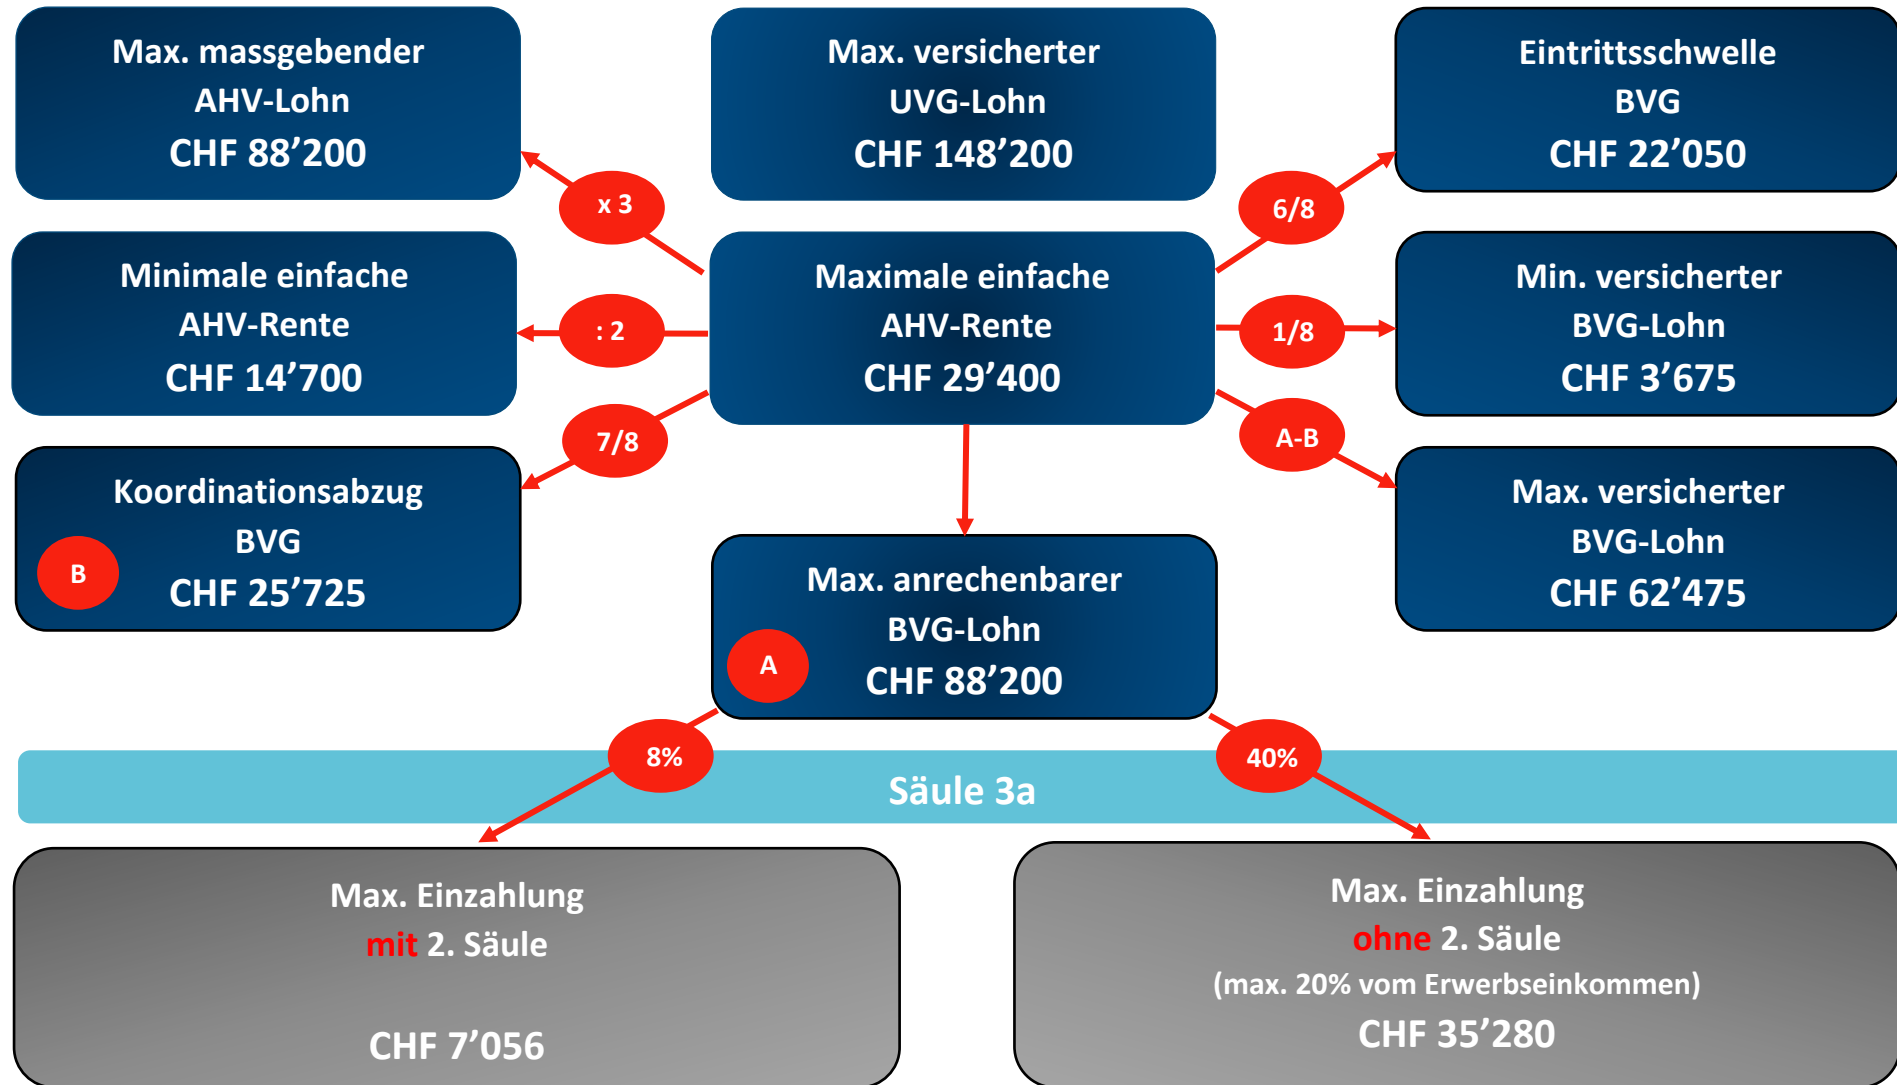 Max. massgebender
AHV-Lohn
CHF 88’200
Max. versicherter
UVG-Lohn
CHF 148’200
Eintrittsschwelle
BVG
CHF 22’050
x 3
6/8
Minimale einfache
AHV-Rente
CHF 14’700
: 2
Maximale einfache
AHV-Rente
CHF 29’400
1/8
Min. versicherter
BVG-Lohn
CHF 3’675
7/8
A-B
Koordinationsabzug
BVG
CHF 25’725
B
Max. anrechenbarer
BVG-Lohn
CHF 88’200
A
Max. versicherter
BVG-Lohn
CHF 62’475
8%
40%
Säule 3a
Max. Einzahlung
mit 2. Säule
CHF 7’056
Max. Einzahlung
ohne 2. Säule
(max. 20% vom Erwerbseinkommen)
CHF 35’280